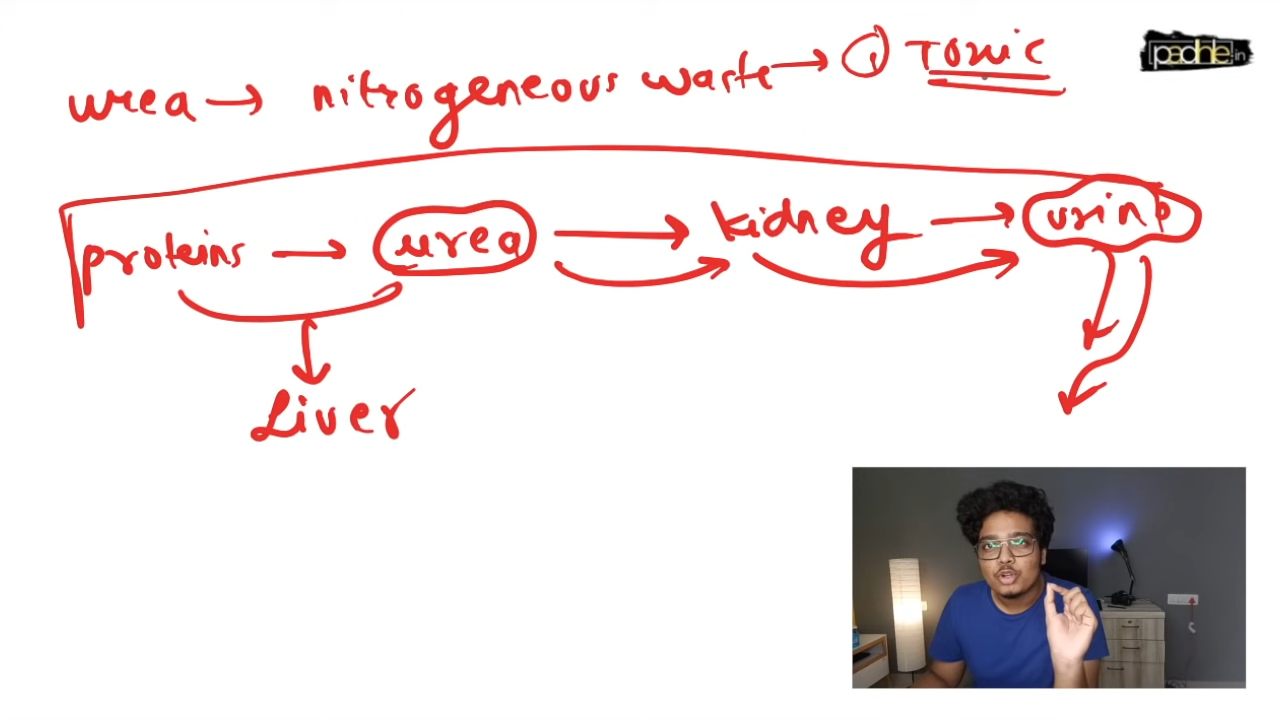 padhle.in
urea → nitrogeneous waste → ① Toxic
proteins → urea → kidney → urine
Liver